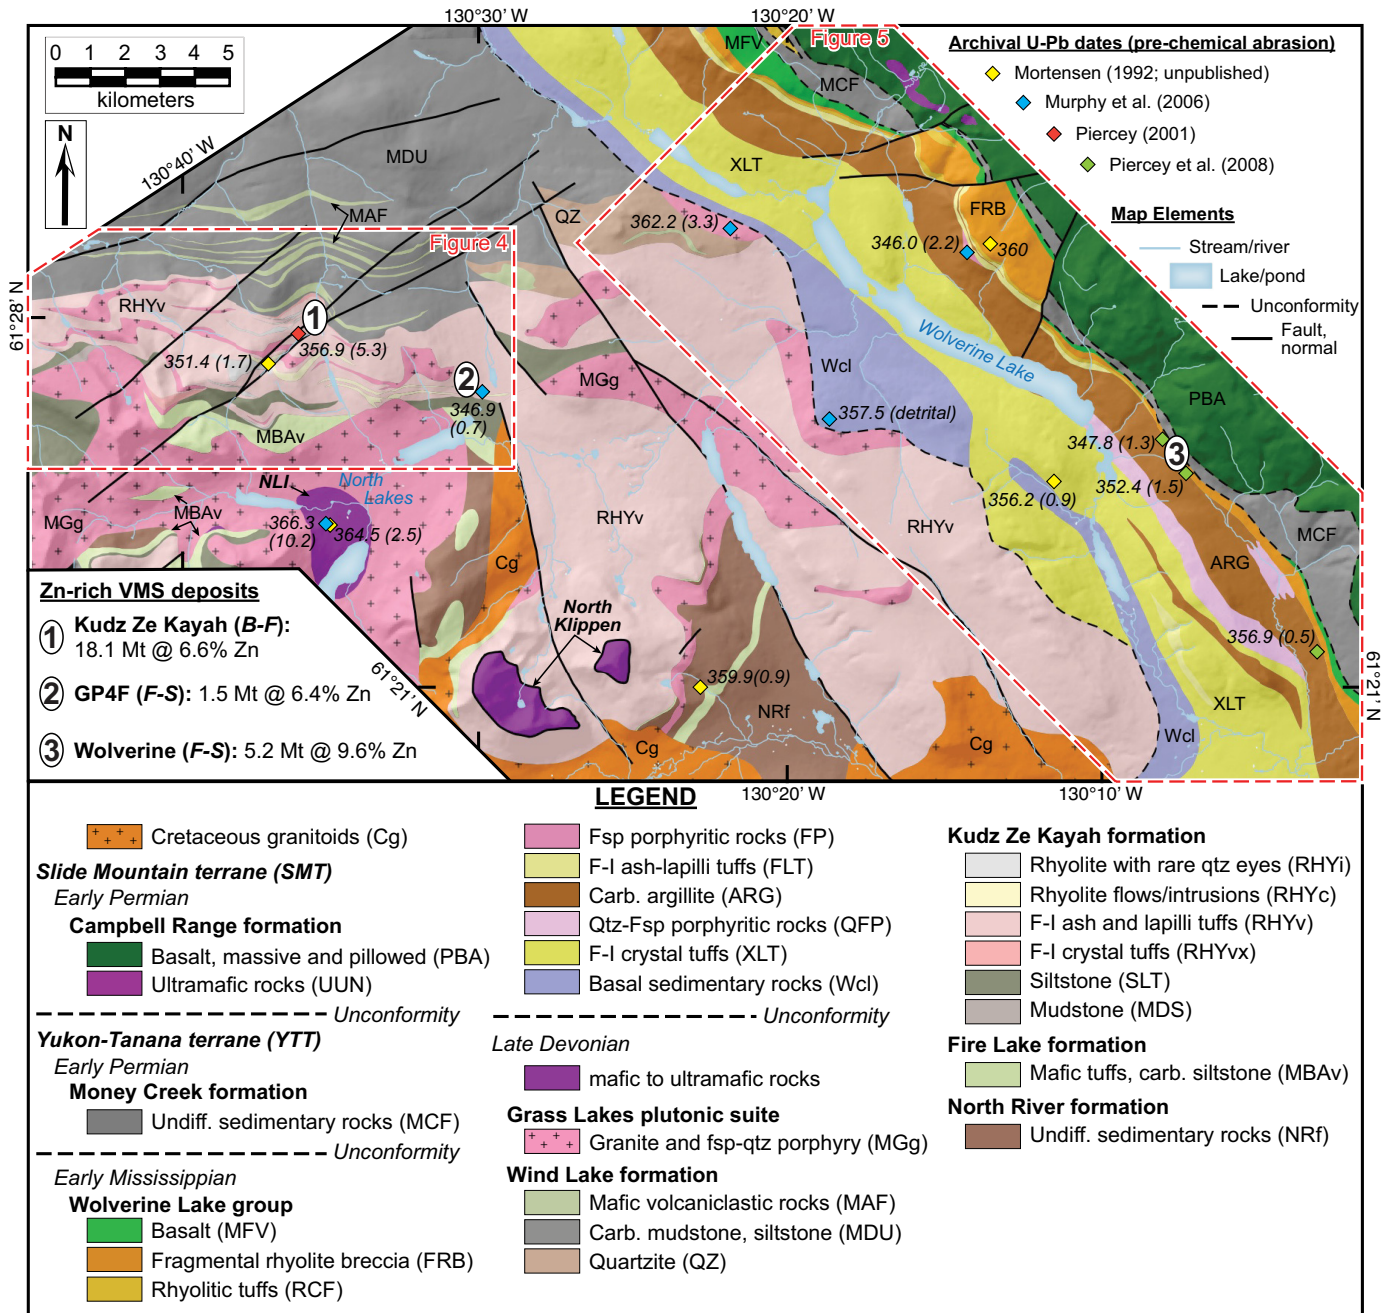 130°30' W
130°20' W
0 1 2 3 4 5
kilometers
N
130°40' W
61°28' N
Figure 5
Archival U-Pb dates (pre-chemical abrasion)
Mortensen (1992; unpublished)
Murphy et al. (2006)
Piercey (2001)
Piercey et al. (2008)
Map Elements
Stream/river
Lake/pond
Unconformity
Fault,
normal
MFV
MCF
MDU
XLT
MAF
QZ
FRB
Figure 4
362.2 (3.3)
346.0 (2.2)
360
RHYv
1
356.9 (5.3)
351.4 (1.7)
Wolverine Lake
2
346.9
(0.7)
MGg
Wcl
PBA
357.5 (detrital)
MBAv
347.8 (1.3)
3
352.4 (1.5)
356.2 (0.9)
NLI
North
Lakes
MGg
MBAv
366.3
(10.2)
364.5 (2.5)
RHYv
RHYv
MCF
ARG
Cg
356.9 (0.5)
North
Klippen
359.9(0.9)
NRf
XLT
Wcl
Cg
Cg
61°21' N
61°21' N
130°20' W
130°10' W
Zn-rich VMS deposits
1 Kudz Ze Kayah (B-F):
18.1 Mt @ 6.6% Zn
2 GP4F (F-S): 1.5 Mt @ 6.4% Zn
3 Wolverine (F-S): 5.2 Mt @ 9.6% Zn
LEGEND
Cretaceous granitoids (Cg)
Slide Mountain terrane (SMT)
Early Permian
Campbell Range formation
Basalt, massive and pillowed (PBA)
Ultramafic rocks (UUN)
Unconformity
Yukon-Tanana terrane (YTT)
Early Permian
Money Creek formation
Undiff. sedimentary rocks (MCF)
Unconformity
Early Mississippian
Wolverine Lake group
Basalt (MFV)
Fragmental rhyolite breccia (FRB)
Rhyolitic tuffs (RCF)
Fsp porphyritic rocks (FP)
F-I ash-lapilli tuffs (FLT)
Carb. argillite (ARG)
Qtz-Fsp porphyritic rocks (QFP)
F-I crystal tuffs (XLT)
Basal sedimentary rocks (Wcl)
Unconformity
Late Devonian
mafic to ultramafic rocks
Grass Lakes plutonic suite
Granite and fsp-qtz porphyry (MGg)
Wind Lake formation
Mafic volcaniclastic rocks (MAF)
Carb. mudstone, siltstone (MDU)
Quartzite (QZ)
Kudz Ze Kayah formation
Rhyolite with rare qtz eyes (RHYi)
Rhyolite flows/intrusions (RHYc)
F-I ash and lapilli tuffs (RHYv)
F-I crystal tuffs (RHYvx)
Siltstone (SLT)
Mudstone (MDS)
Fire Lake formation
Mafic tuffs, carb. siltstone (MBAv)
North River formation
Undiff. sedimentary rocks (NRf)